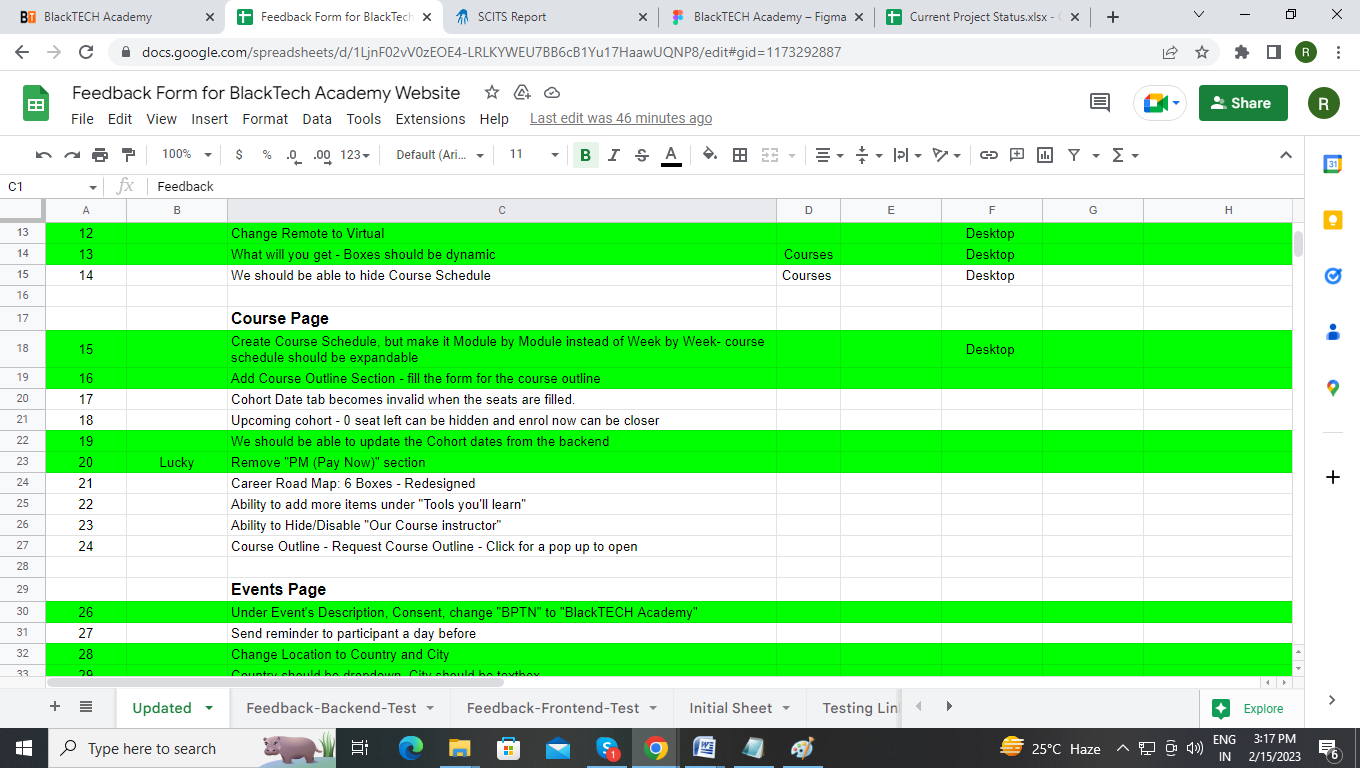 BlackTECH Academy
Feedback Form for BlackTech
SCITS Report
BlackTECH Academy – Figma
Current Project Status.xlsx -
docs.google.com/spreadsheets/d/1LjnF02vV0zEOE4-LRLKYWEU7BB6cB1Yu17HaawUQNP8/edit#gid=1173292887
R
Feedback Form for BlackTech Academy Website
File Edit View Insert Format Data Tools Extensions Help Last edit was 46 minutes ago
Share
R
100% $ % .0 .00 123 Default (Ari... 11 B I S A
31
C1 fx Feedback
A B C D E F G H
13 12 Change Remote to Virtual Desktop
14 13 What will you get - Boxes should be dynamic Courses Desktop
15 14 We should be able to hide Course Schedule Courses Desktop
16
17 Course Page
18 15 Create Course Schedule, but make it Module by Module instead of Week by Week- course
schedule should be expandable Desktop
19 16 Add Course Outline Section - fill the form for the course outline
20 17 Cohort Date tab becomes invalid when the seats are filled.
21 18 Upcoming cohort - 0 seat left can be hidden and enrol now can be closer
22 19 We should be able to update the Cohort dates from the backend
23 20 Lucky Remove "PM (Pay Now)" section
24 21 Career Road Map: 6 Boxes - Redesigned
25 22 Ability to add more items under "Tools you'll learn"
26 23 Ability to Hide/Disable "Our Course instructor"
27 24 Course Outline - Request Course Outline - Click for a pop up to open
28
29 Events Page
30 26 Under Event's Description, Consent, change "BPTN" to "BlackTECH Academy"
31 27 Send reminder to participant a day before
32 28 Change Location to Country and City
33 29 Country should be dropdown, City should be textbox
Updated Feedback-Backend-Test Feedback-Frontend-Test Initial Sheet Testing Lin
Explore
Type here to search
1
25°C Haze
ENG
IN
3:17 PM
2/15/2023
6